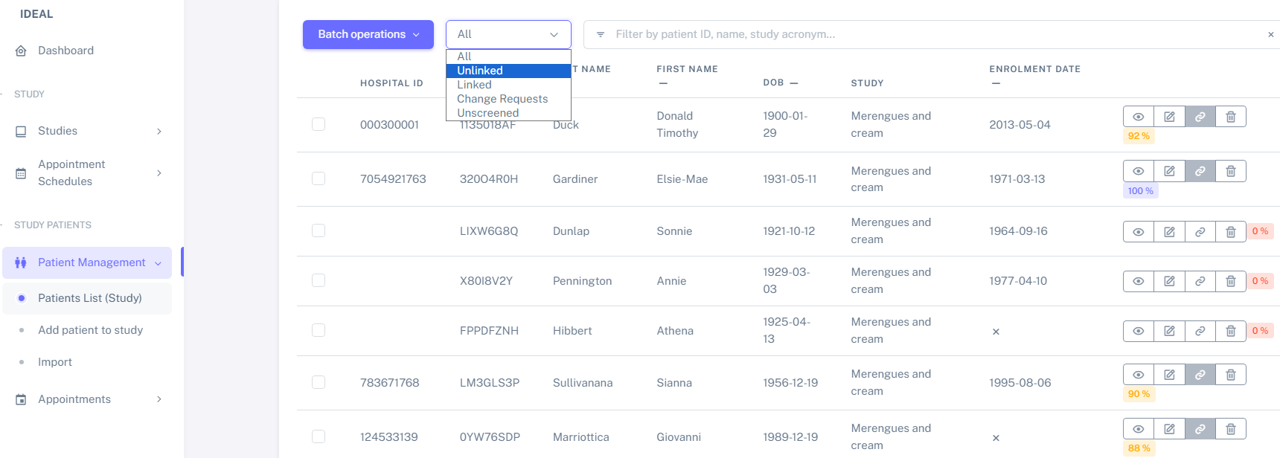 IDEAL
Dashboard
STUDY
Studies
Appointment
Schedules
STUDY PATIENTS
Patient Management
Patients List (Study)
Add patient to study
Import
Appointments
Batch operations
All
Filter by patient ID, name, study acronym...
×
All
Unlinked
Linked
Change Requests
Unscreened
HOSPITAL ID
T NAME
FIRST NAME —
DOB —
STUDY
ENROLMENT DATE —
000300001 1135018AF Duck Donald 1900-01- Merengues and 2013-05-04
Timothy 29 cream
92 %
7054921763 320O4R0H Gardiner Elsie-Mae 1931-05-11 Merengues and 1971-03-13
cream
100 %
LIXW6G8Q Dunlap Sonnie 1921-10-12 Merengues and 1964-09-16 0 %
cream
X80I8V2Y Pennington Annie 1929-03- Merengues and 1977-04-10 0 %
03 cream
FPPDFZNH Hibbert Athena 1925-04- Merengues and × 0 %
13 cream
783671768 LM3GLS3P Sullivanana Sianna 1956-12-19 Merengues and 1995-08-06
cream
90 %
124533139 0YW76SDP Marriottica Giovanni 1989-12-19 Merengues and ×
cream
88 %